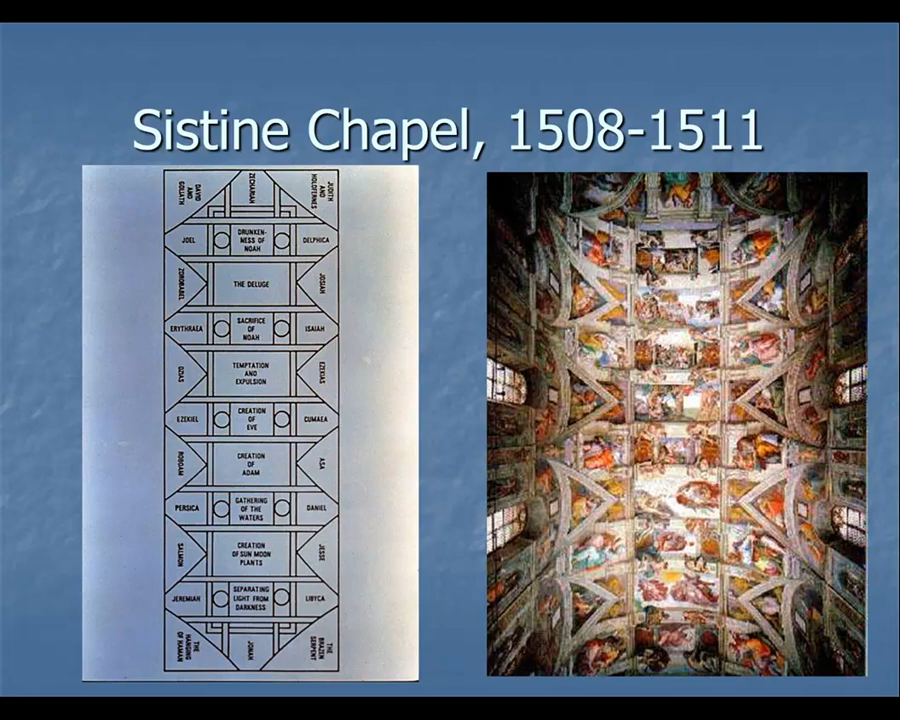 Sistine Chapel, 1508-1511
DAVID
AND
GOLIATH
ZECHARIAH
JUDITH
AND
HOLOFERNES
JOEL
DRUNKEN-
NESS OF
NOAH
DELPHICA
ZOROBABEL
THE DELUGE
JOSIAH
ERYTHRAEA
SACRIFICE
OF
NOAH
ISAIAH
OZIAS
TEMPTATION
AND
EXPULSION
EZEKIAS
EZEKIEL
CREATION
OF
EVE
CUMAEA
ROBOAM
CREATION
OF
ADAM
ASA
PERSICA
GATHERING
OF THE
WATERS
DANIEL
SALMON
CREATION
OF SUN MOON
PLANTS
JESSE
JEREMIAH
SEPARATING
LIGHT FROM
DARKNESS
LIBYCA
THE
HANGING
OF HAMAN
JONAH
THE
BRAZEN
SERPENT